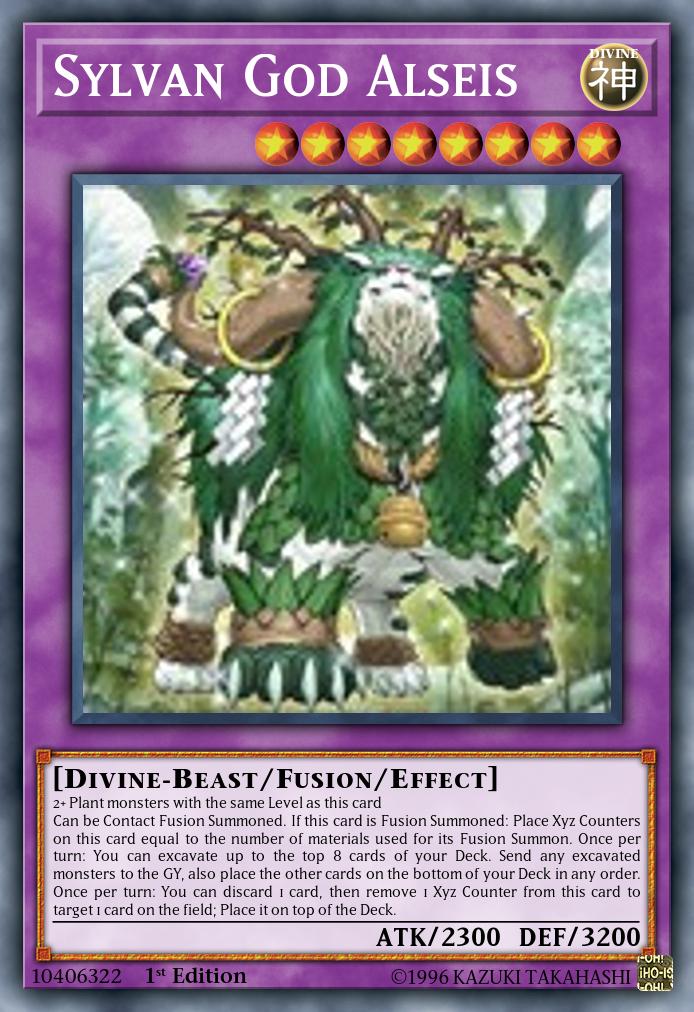 Sylvan God Alseis
DIVINE
神
[Divine-Beast/Fusion/Effect]
2+ Plant monsters with the same Level as this card
Can be Contact Fusion Summoned. If this card is Fusion Summoned: Place Xyz Counters
on this card equal to the number of materials used for its Fusion Summon. Once per
turn: You can excavate up to the top 8 cards of your Deck. Send any excavated
monsters to the GY, also place the other cards on the bottom of your Deck in any order.
Once per turn: You can discard 1 card, then remove 1 Xyz Counter from this card to
target 1 card on the field; Place it on top of the Deck.
ATK/2300 DEF/3200
10406322 1st Edition ©1996 KAZUKI TAKAHASHI